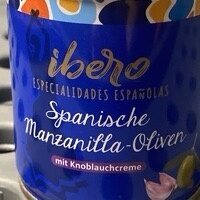 ibero
ESPECIALIDADES ESPAÑOLAS
Spanische
Manzanilla-Oliven
mit Knoblauchcreme